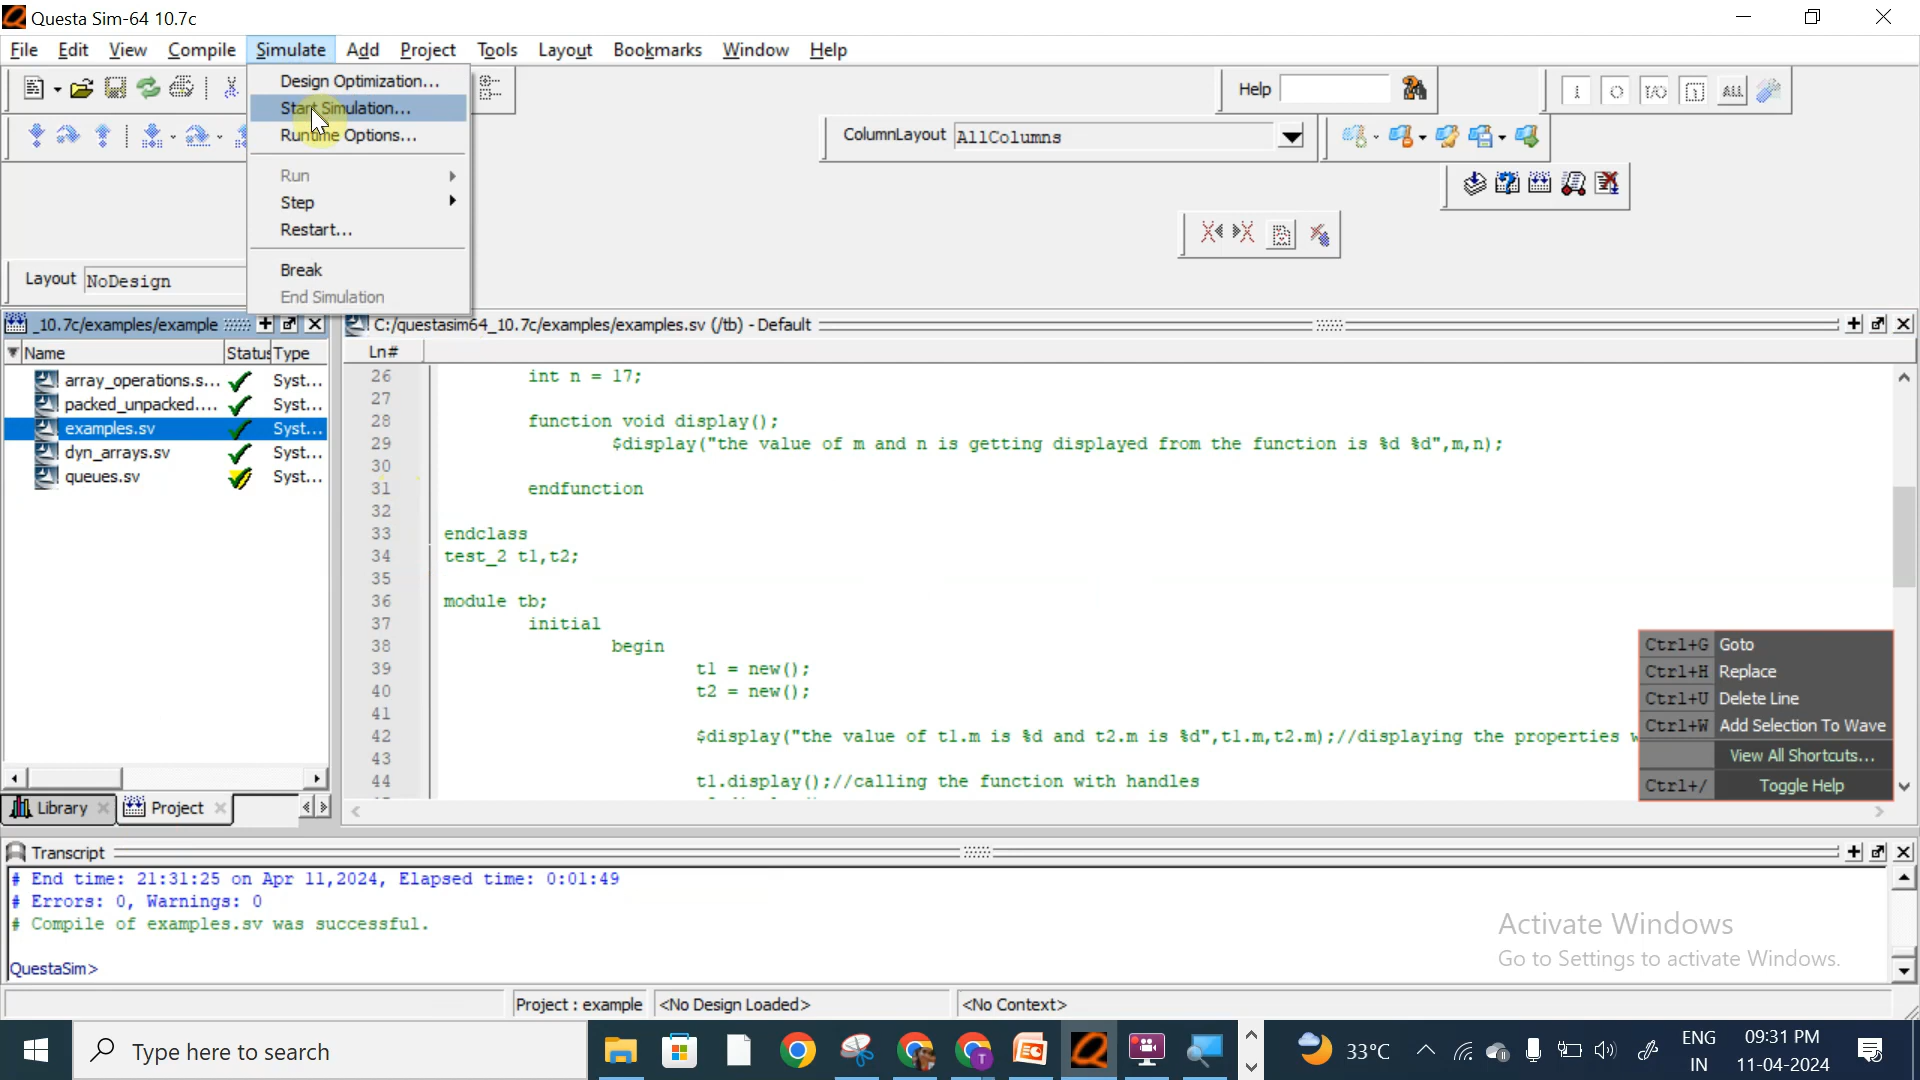 Questa Sim-64 10.7c
File Edit View Compile Simulate Add Project Tools Layout Bookmarks Window Help
Design Optimization...
Start Simulation...
Runtime Options...
Run
Step
Restart...
Break
End Simulation
Help
ColumnLayout AllColumns
Layout NoDesign
_10.7c/examples/example
Name Status Type
array_operations.s... Syst...
packed_unpacked.... Syst...
examples.sv Syst...
dyn_arrays.sv Syst...
queues.sv Syst...
Library Project
C:/questasim64_10.7c/examples/examples.sv (/tb) - Default
Ln#
26 int n = 17;
27
28 function void display();
29 $display("the value of m and n is getting displayed from the function is %d %d",m,n);
30
31 endfunction
32
33 endclass
34 test_2 t1,t2;
35
36 module tb;
37 initial
38 begin
39 t1 = new();
40 t2 = new();
41
42 $display("the value of t1.m is %d and t2.m is %d",t1.m,t2.m);//displaying the properties
43
44 t1.display();//calling the function with handles
Ctrl+G Goto
Ctrl+H Replace
Ctrl+U Delete Line
Ctrl+W Add Selection To Wave
View All Shortcuts...
Ctrl+/ Toggle Help
Transcript
# End time: 21:31:25 on Apr 11,2024, Elapsed time: 0:01:49
# Errors: 0, Warnings: 0
# Compile of examples.sv was successful.
QuestaSim>
Activate Windows
Go to Settings to activate Windows.
Project : example <No Design Loaded> <No Context>
Type here to search
33°C
ENG
IN
09:31 PM
11-04-2024